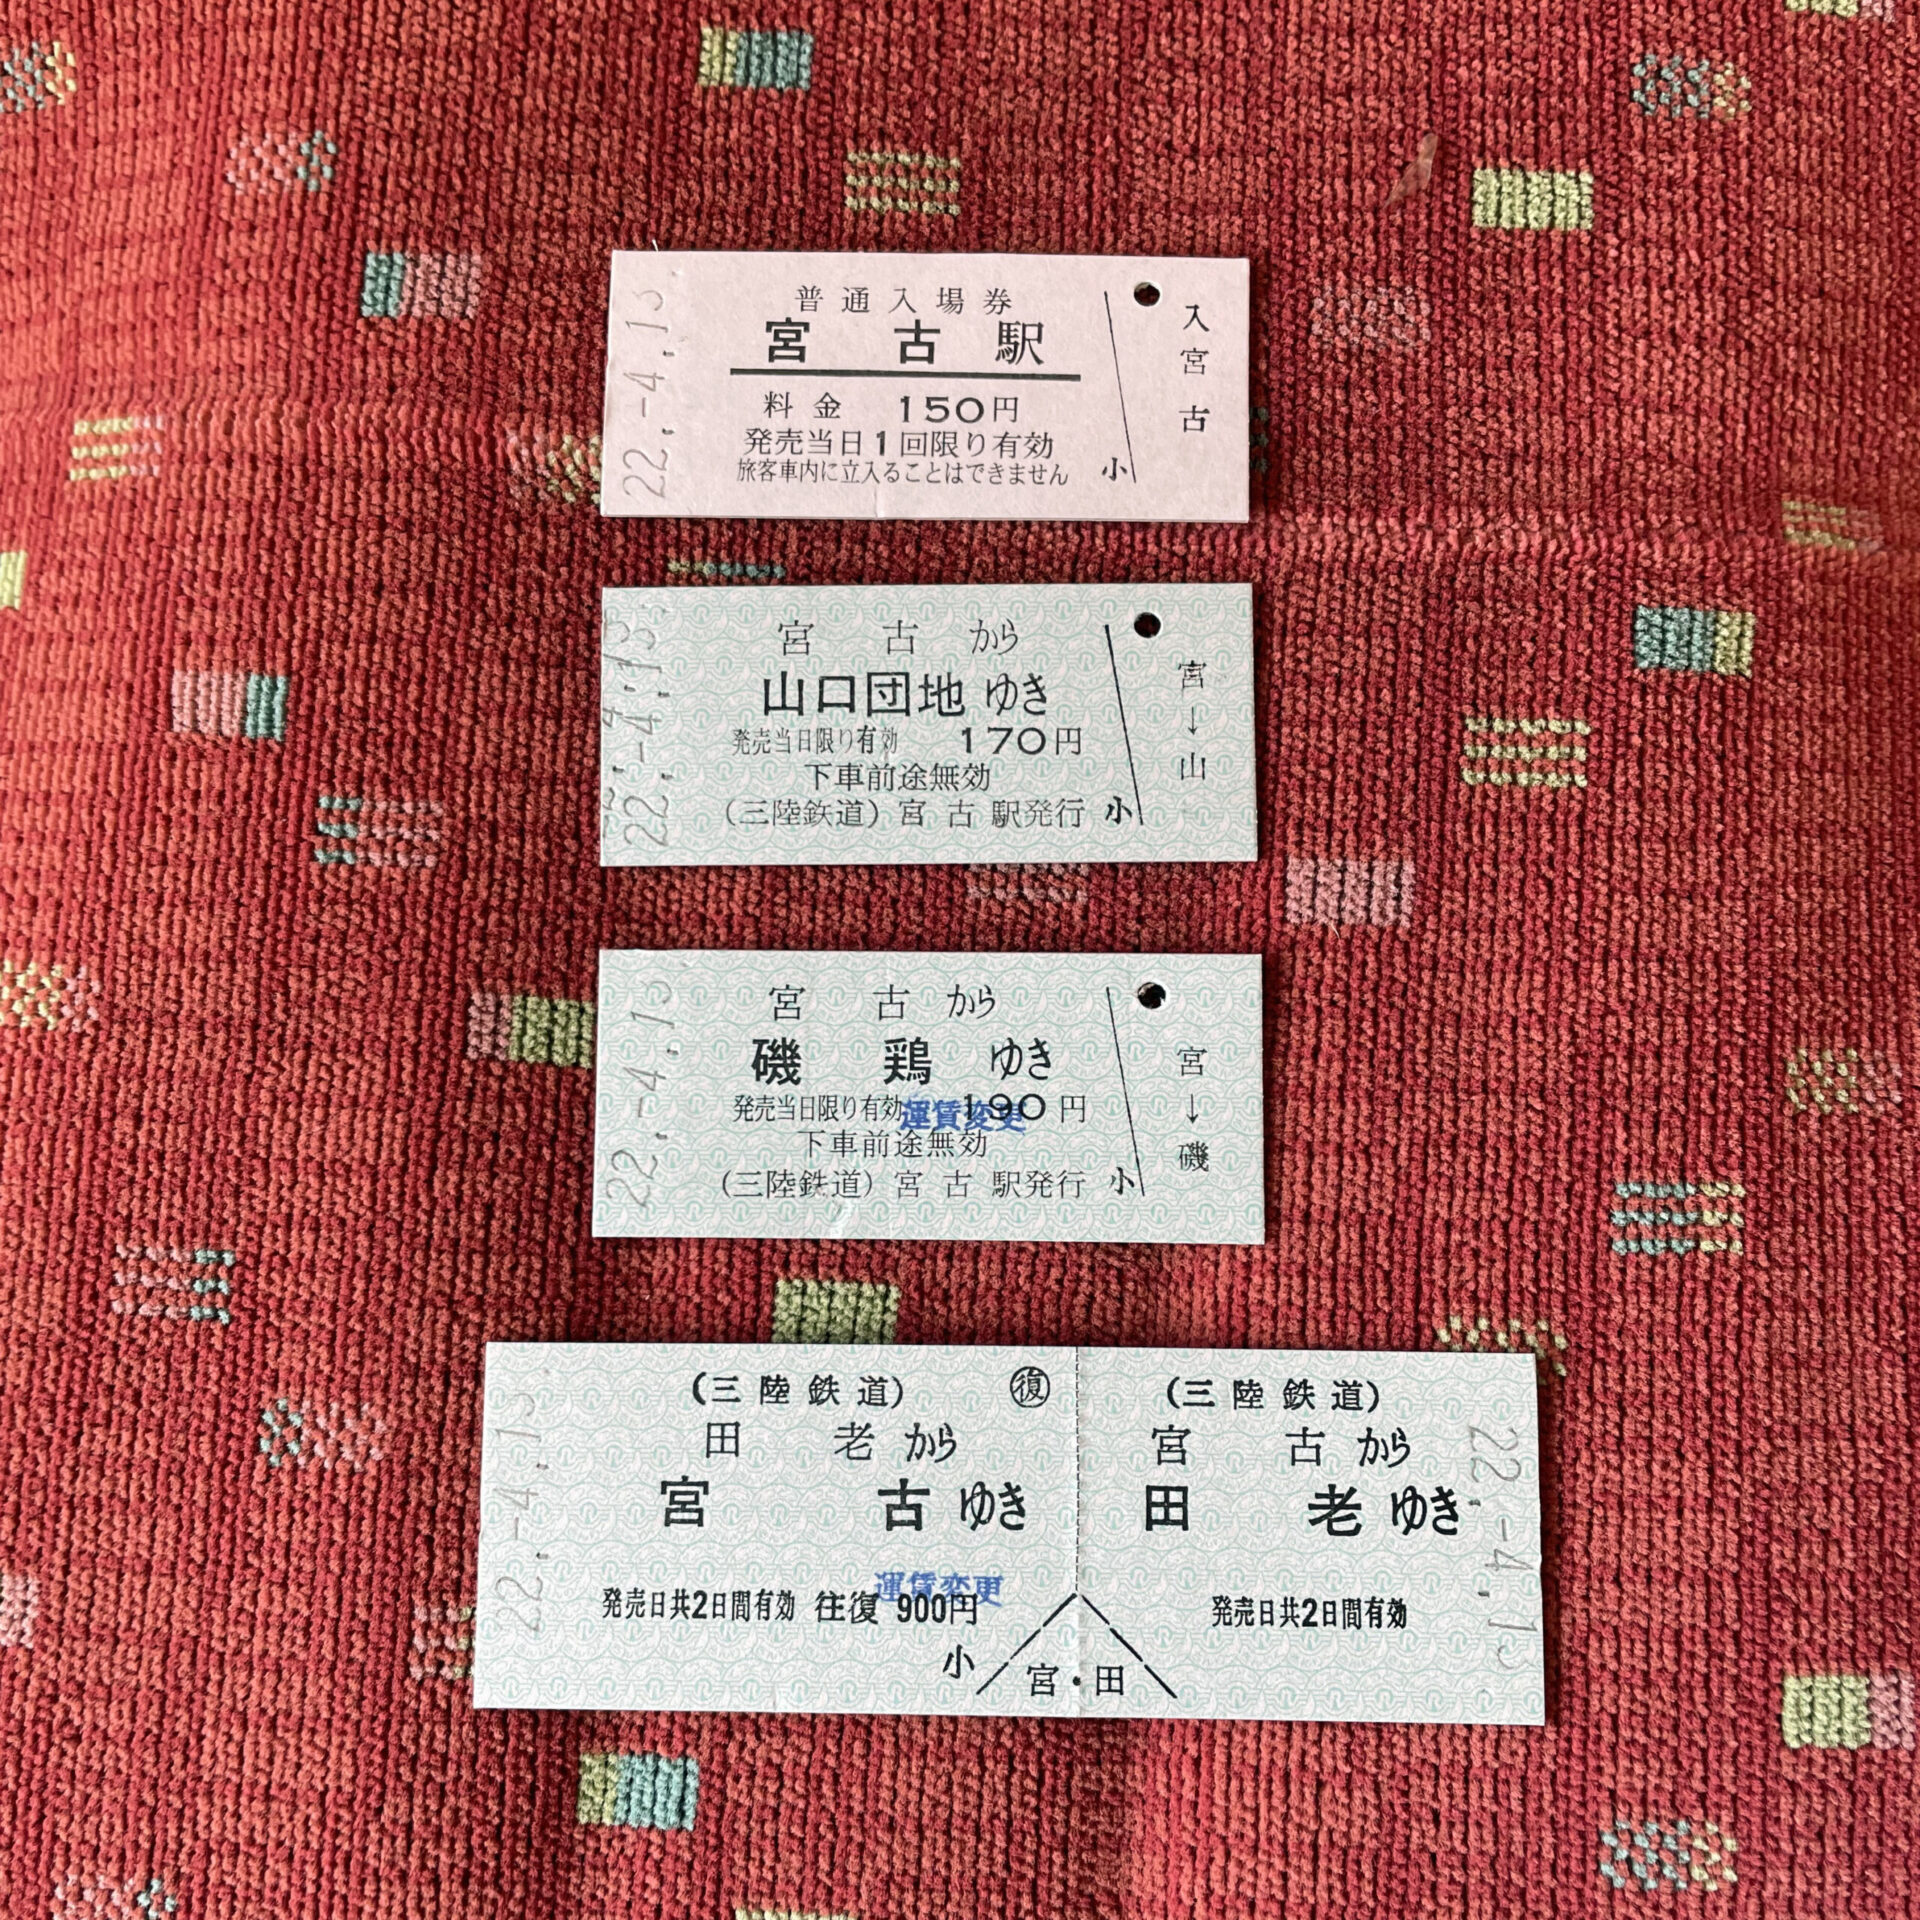 22.-4.13
普通入場券
宮古駅
料金 150円
発売当日1回限り有効
旅客車内に立入ることはできません
小
入宮古
22.-4.13
宮古から
山口団地ゆき
発売当日限り有効 170円
下車前途無効
(三陸鉄道)宮古駅発行
小
宮→山
22.-4.13
宮古から
磯鶏ゆき
発売当日限り有効 190円
運賃変更
下車前途無効
(三陸鉄道)宮古駅発行
小
宮→磯
22.-4.13
(三陸鉄道)
復
田老から
宮古ゆき
運賃変更
発売日共2日間有効 往復 900円
小
宮・田
(三陸鉄道)
宮古から
田老ゆき
発売日共2日間有効
22.-4.13